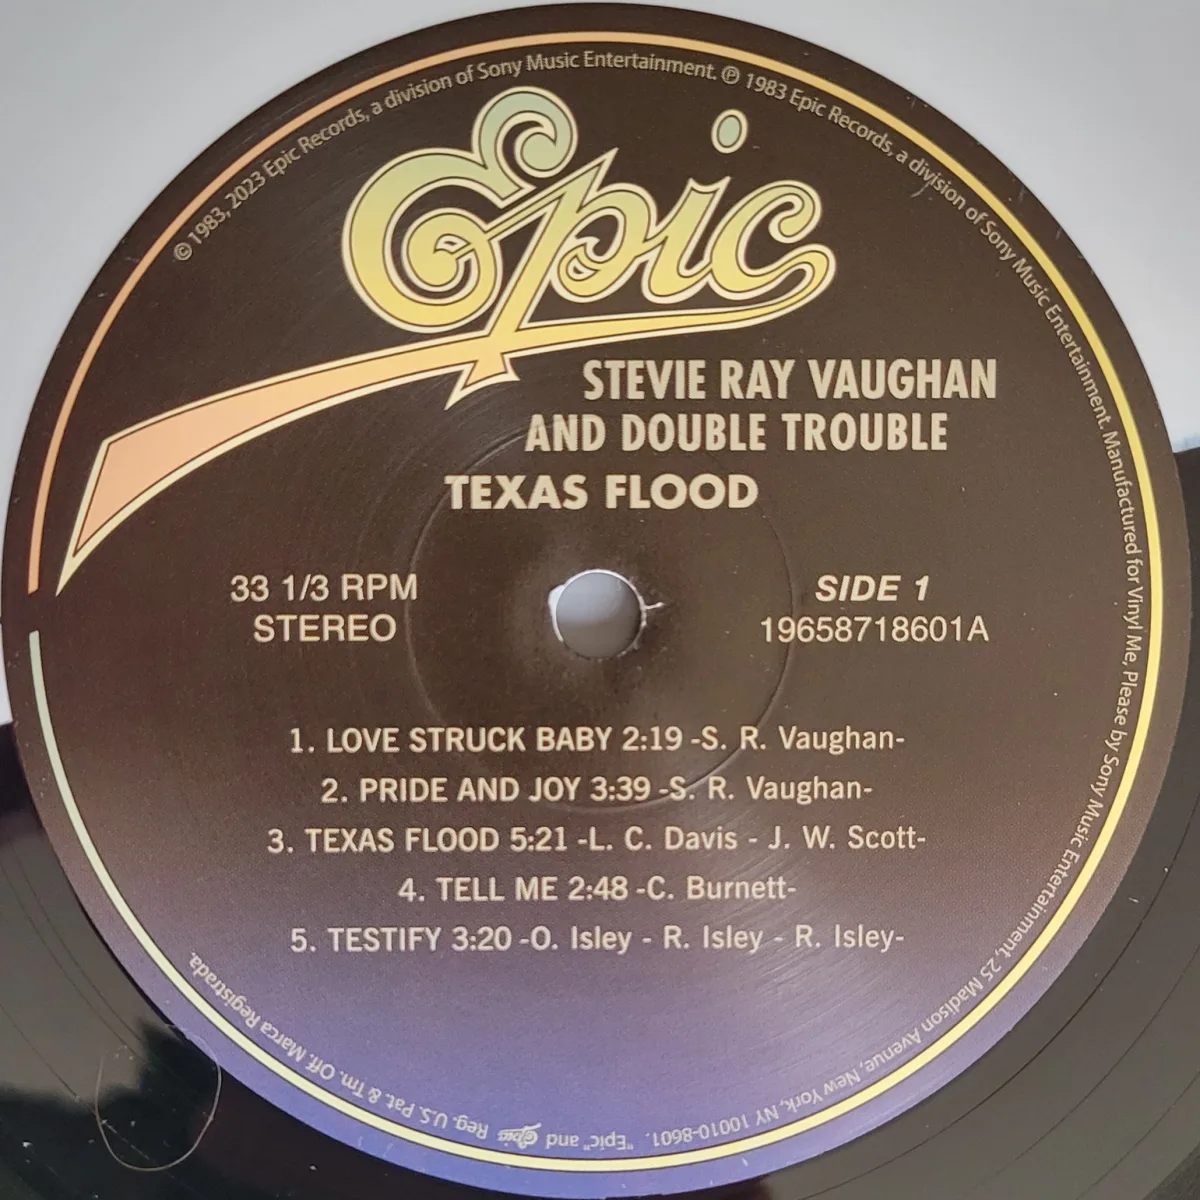 © 1983, 2023 Epic Records, a division of Sony Music Entertainment. ℗ 1983 Epic Records, a division of Sony Music Entertainment. Manufactured for Vinyl Me, Please by Sony Music Entertainment, 25 Madison Avenue, New York, NY 10010-8601. "Epic" and Epic Reg. U.S. Pat. & Tm. Off. Marca Registrada.
Epic
STEVIE RAY VAUGHAN
AND DOUBLE TROUBLE
TEXAS FLOOD
33 1/3 RPM
STEREO
SIDE 1
19658718601A
1. LOVE STRUCK BABY 2:19 -S. R. Vaughan-
2. PRIDE AND JOY 3:39 -S. R. Vaughan-
3. TEXAS FLOOD 5:21 -L. C. Davis - J. W. Scott-
4. TELL ME 2:48 -C. Burnett-
5. TESTIFY 3:20 -O. Isley - R. Isley - R. Isley-